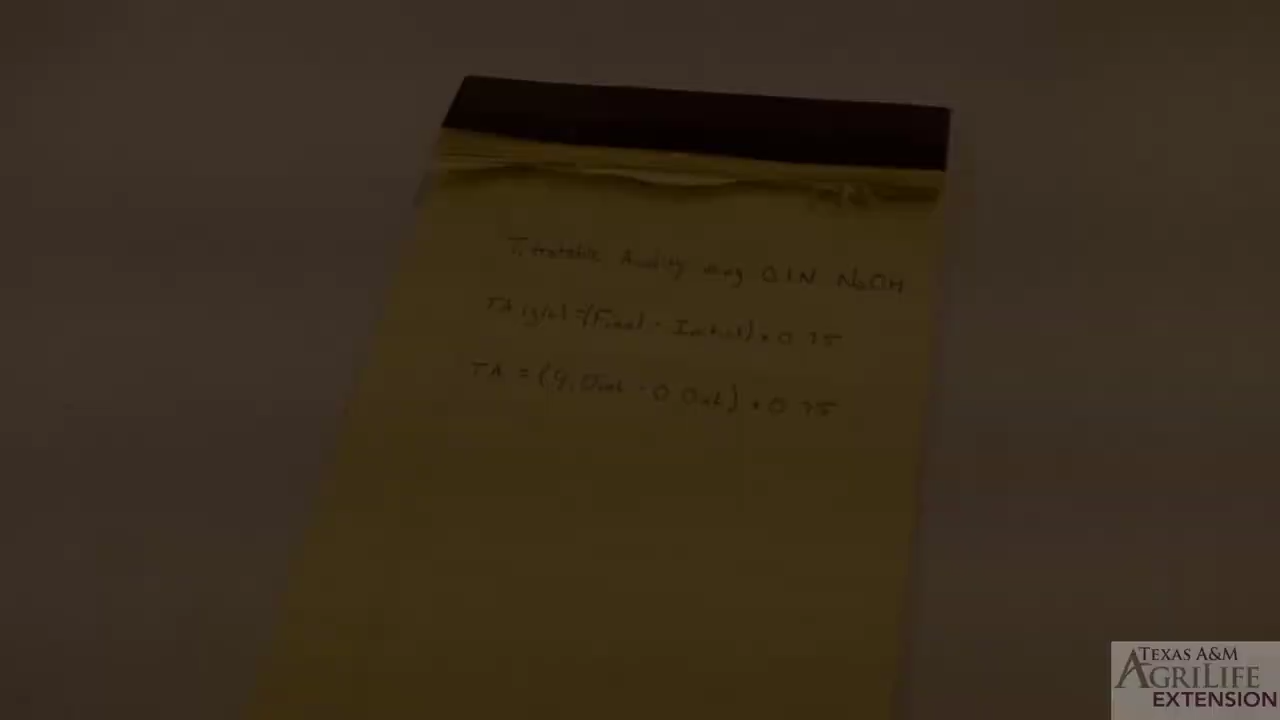 Titratable Acidity using 0.1N NaOH
TA (g/L) = (Final - Initial) * 0.75
TA = (9.0mL - 0.0mL) * 0.75
TEXAS A&M
AGRILIFE
EXTENSION